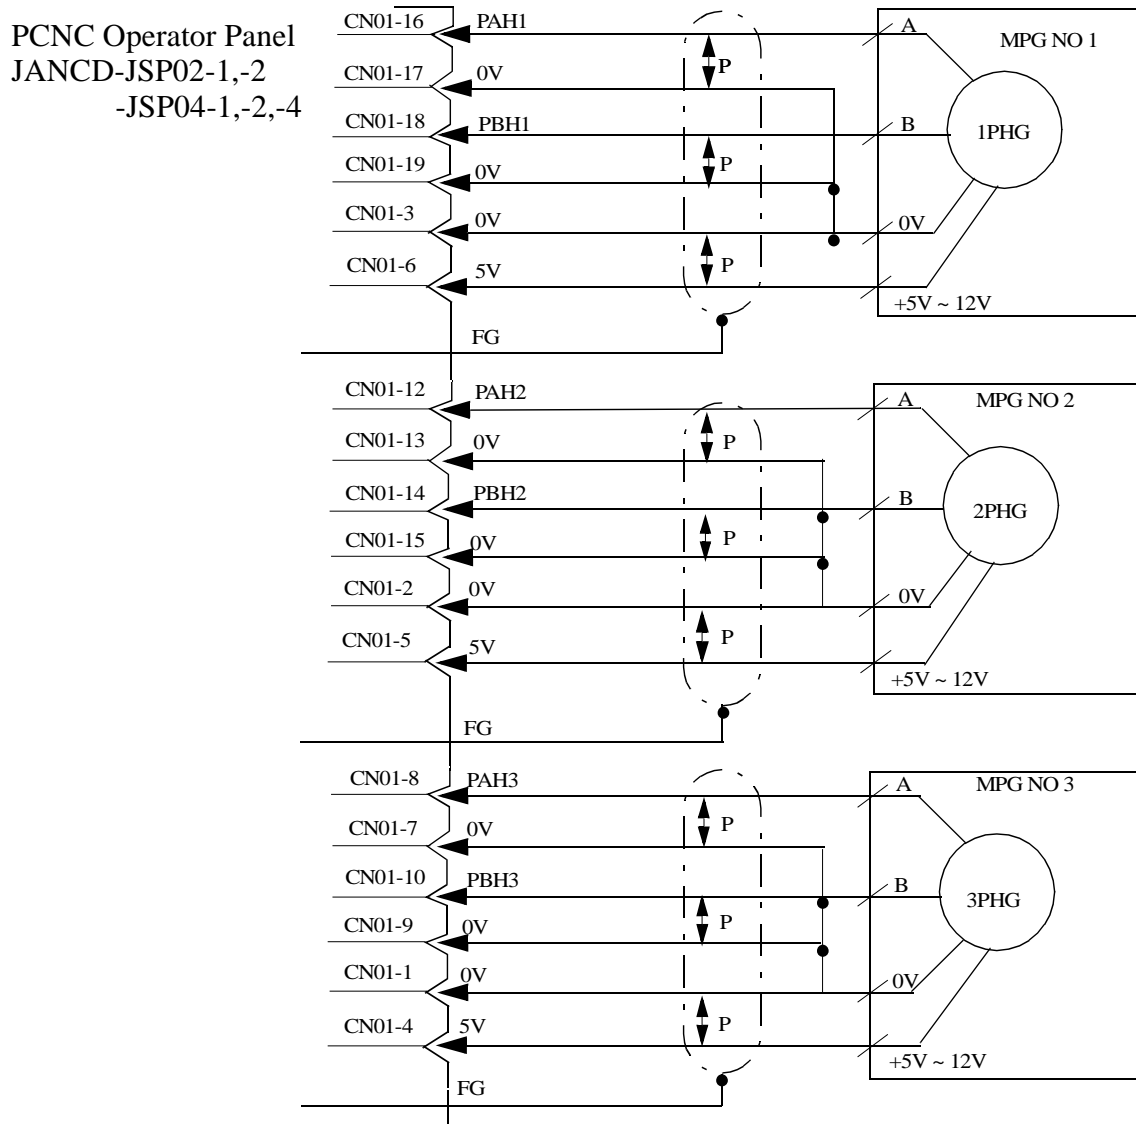 PCNC Operator Panel
JANCD-JSP02-1,-2
-JSP04-1,-2,-4
CN01-16 PAH1 P A MPG NO 1
CN01-17 0V
CN01-18 PBH1 B 1PHG
CN01-19 0V P
CN01-3 0V 0V
CN01-6 5V P
+5V ~ 12V
FG
CN01-12 PAH2 A MPG NO 2
CN01-13 0V P
CN01-14 PBH2 B 2PHG
CN01-15 0V P
CN01-2 0V 0V
CN01-5 5V P
+5V ~ 12V
FG
CN01-8 PAH3 A MPG NO 3
CN01-7 0V P
CN01-10 PBH3 B 3PHG
CN01-9 0V P
CN01-1 0V 0V
CN01-4 5V P
+5V ~ 12V
FG